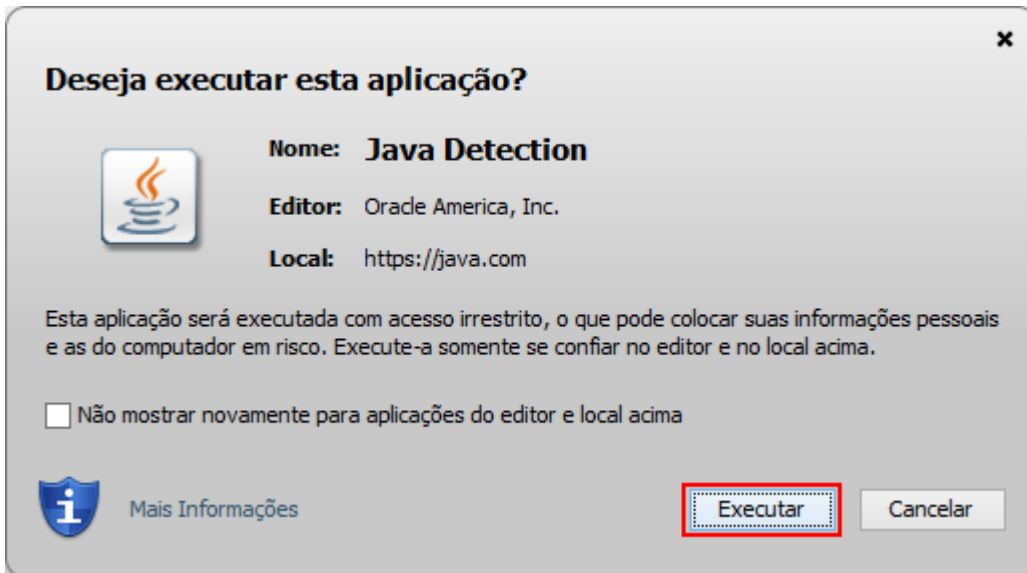 Deseja executar esta aplicação?
Nome: Java Detection
Editor: Oracle America, Inc.
Local: https://java.com
Esta aplicação será executada com acesso irrestrito, o que pode colocar suas informações pessoais
e as do computador em risco. Execute-a somente se confiar no editor e no local acima.
Não mostrar novamente para aplicações do editor e local acima
Mais Informações
Executar
Cancelar